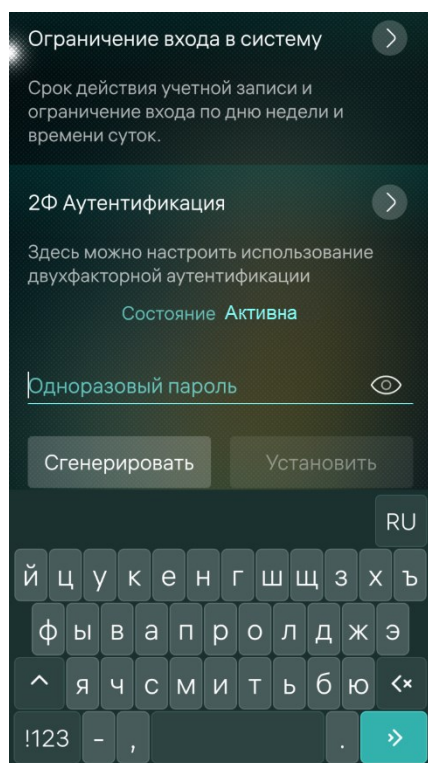 Ограничение входа в систему
Срок действия учетной записи и
ограничение входа по дню недели и
времени суток.
2Ф Аутентификация
Здесь можно настроить использование
двухфакторной аутентификации
Состояние Активна
Одноразовый пароль
Сгенерировать Установить
RU
й ц у к е н г ш щ з х ъ
ф ы в а п р о л д ж э
я ч с м и т ь б ю
!123 - , .